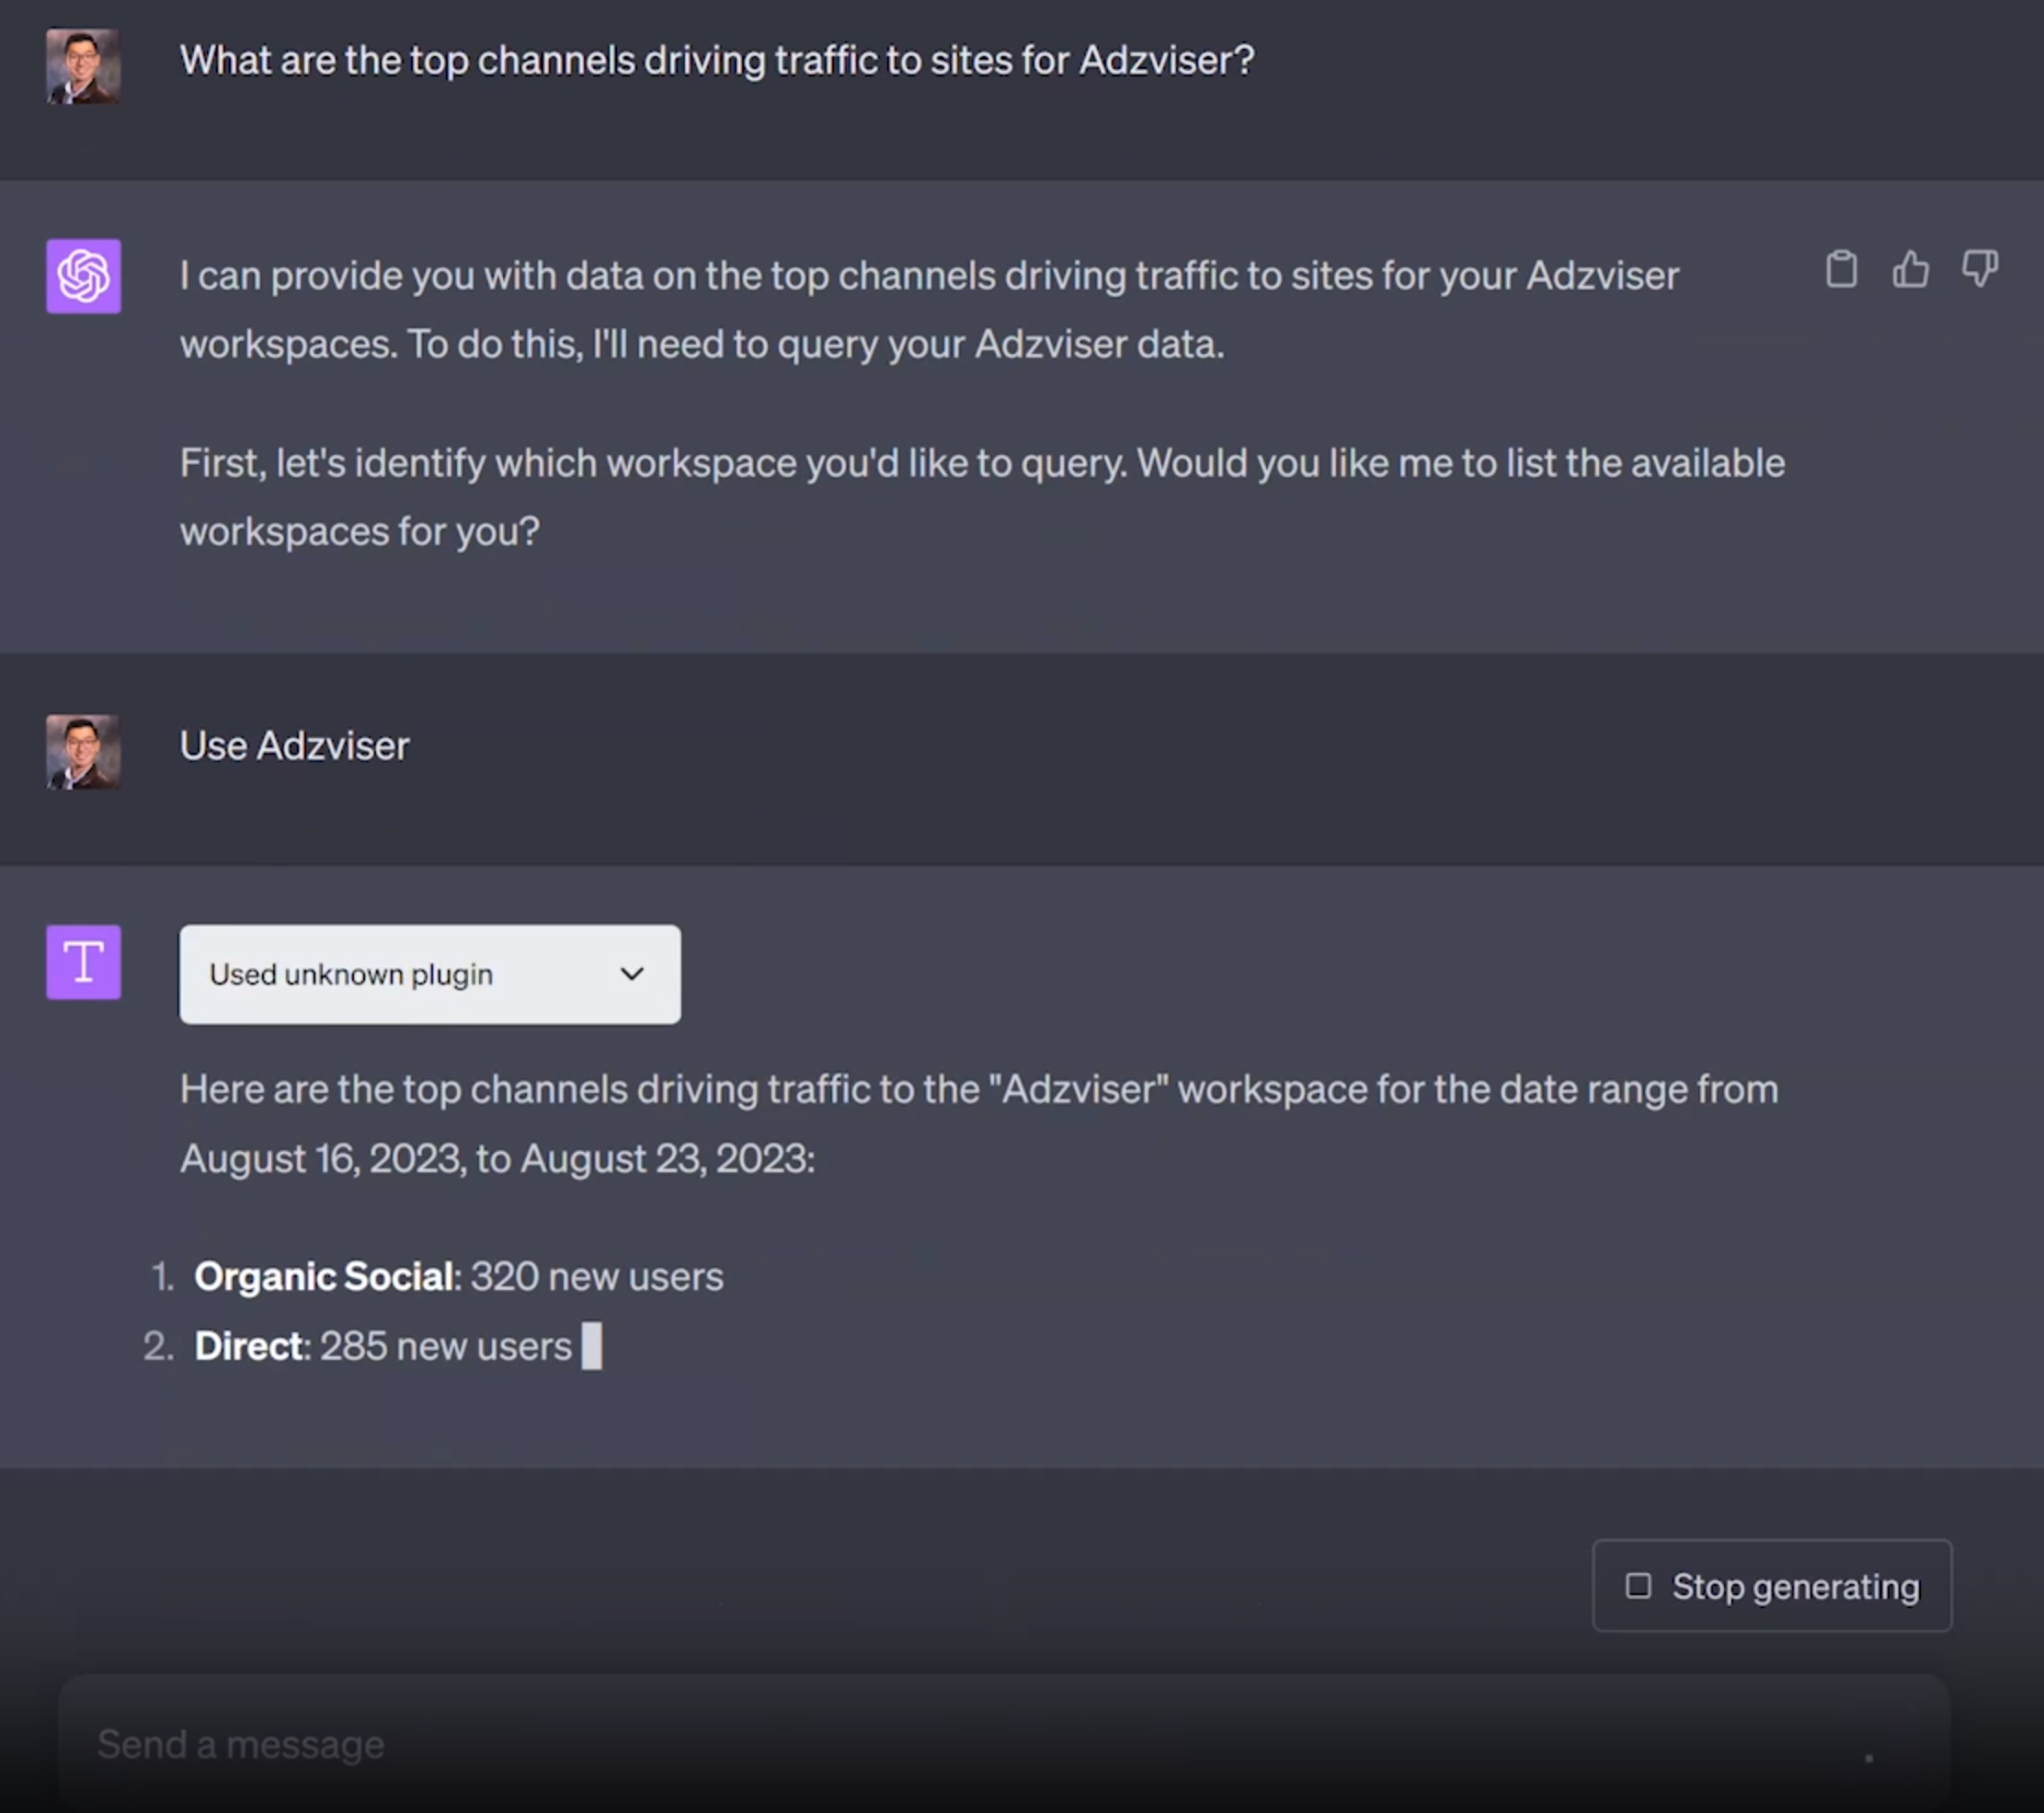 What are the top channels driving traffic to sites for Adzviser?
I can provide you with data on the top channels driving traffic to sites for your Adzviser
workspaces. To do this, I'll need to query your Adzviser data.
First, let's identify which workspace you'd like to query. Would you like me to list the available
workspaces for you?
Use Adzviser
T
Used unknown plugin
Here are the top channels driving traffic to the "Adzviser" workspace for the date range from
August 16, 2023, to August 23, 2023:
1. Organic Social: 320 new users
2. Direct: 285 new users
Stop generating
Send a message